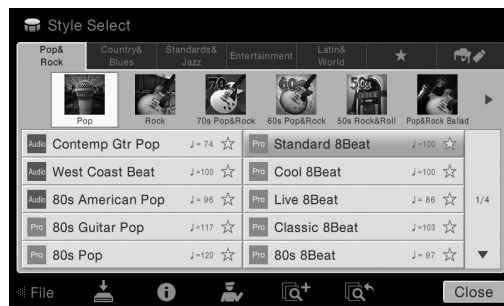 Style Select
Pop& Rock
Country& Blues
Standards& Jazz
Entertainment
Latin& World
Pop
Rock
70s Pop&Rock
60s Pop&Rock
50s Rock&Roll
Pop&Rock Ballad
Audio Contemp Gtr Pop ♩= 74
Pro Standard 8Beat ♩=100
Audio West Coast Beat ♩=100
Pro Cool 8Beat ♩=100
Audio 80s American Pop ♩= 96
Pro Live 8Beat ♩= 86
1/4
Pro 80s Guitar Pop ♩=117
Pro Classic 8Beat ♩=103
Pro 80s Pop ♩=120
Pro 80s 8Beat ♩= 97
File
Close